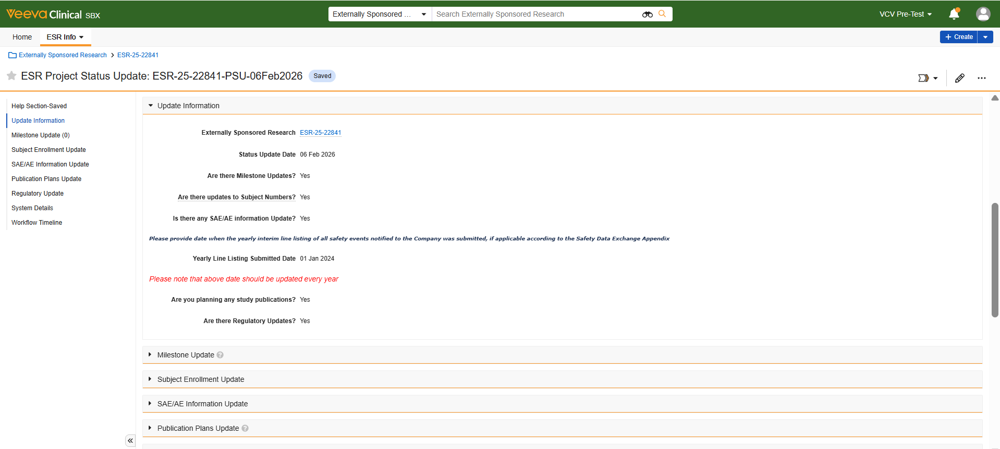 Veeva Clinical SBX
Externally Sponsored ...
Search Externally Sponsored Research
VCV Pre-Test
Home
ESR Info
+ Create
Externally Sponsored Research > ESR-25-22841
ESR Project Status Update: ESR-25-22841-PSU-06Feb2026
Saved
Help Section-Saved
Update Information
Milestone Update (0)
Subject Enrollment Update
SAE/AE Information Update
Publication Plans Update
Regulatory Update
System Details
Workflow Timeline
Update Information
Externally Sponsored Research ESR-25-22841
Status Update Date 06 Feb 2026
Are there Milestone Updates? Yes
Are there updates to Subject Numbers? Yes
Is there any SAE/AE information Update? Yes
Please provide date when the yearly interim line listing of all safety events notified to the Company was submitted, if applicable according to the Safety Data Exchange Appendix
Yearly Line Listing Submitted Date 01 Jan 2024
Please note that above date should be updated every year
Are you planning any study publications? Yes
Are there Regulatory Updates? Yes
Milestone Update ?
Subject Enrollment Update
SAE/AE Information Update
Publication Plans Update ?